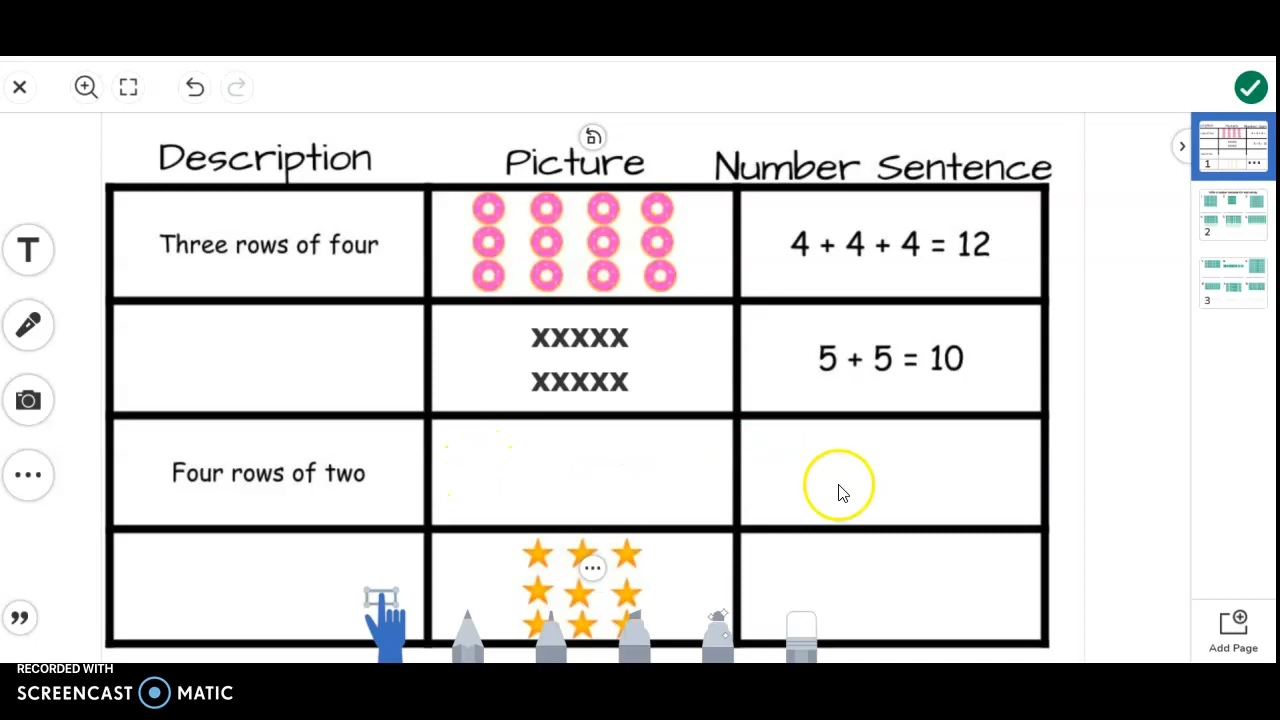 Description Picture Number Sentence
Three rows of four
4 + 4 + 4 = 12
XXXXX
XXXXX
5 + 5 = 10
Four rows of two
T
1
2
3
Add Page
RECORDED WITH
SCREENCAST MATIC